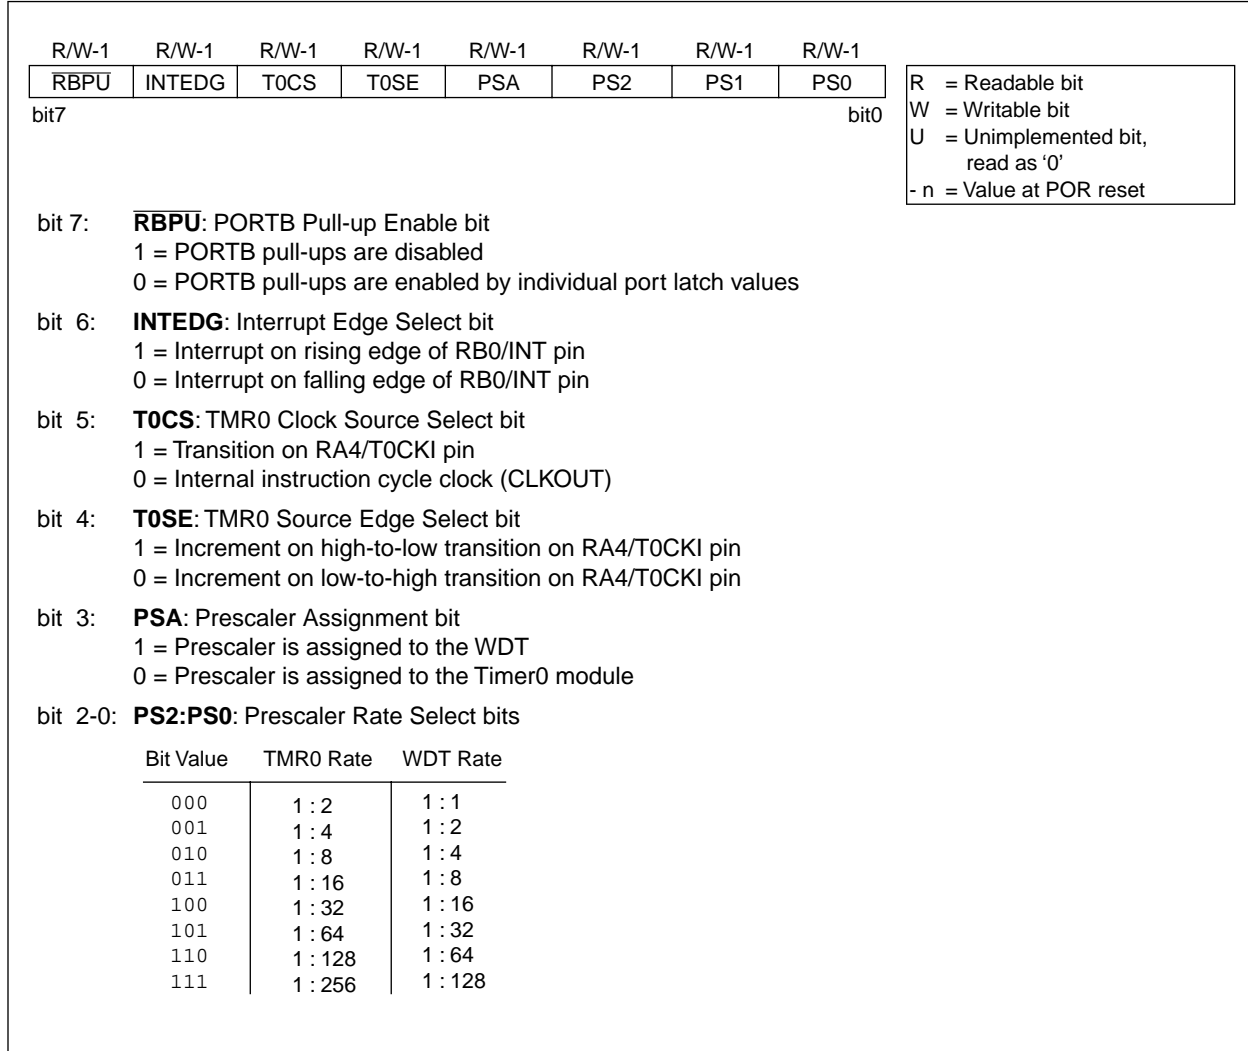 R/W-1 R/W-1 R/W-1 R/W-1 R/W-1 R/W-1 R/W-1 R/W-1
RBPU INTEDG T0CS T0SE PSA PS2 PS1 PS0
bit7 bit0
R = Readable bit
W = Writable bit
U = Unimplemented bit,
read as ‘0’
- n = Value at POR reset
bit 7: RBPU: PORTB Pull-up Enable bit
1 = PORTB pull-ups are disabled
0 = PORTB pull-ups are enabled by individual port latch values
bit 6: INTEDG: Interrupt Edge Select bit
1 = Interrupt on rising edge of RB0/INT pin
0 = Interrupt on falling edge of RB0/INT pin
bit 5: T0CS: TMR0 Clock Source Select bit
1 = Transition on RA4/T0CKI pin
0 = Internal instruction cycle clock (CLKOUT)
bit 4: T0SE: TMR0 Source Edge Select bit
1 = Increment on high-to-low transition on RA4/T0CKI pin
0 = Increment on low-to-high transition on RA4/T0CKI pin
bit 3: PSA: Prescaler Assignment bit
1 = Prescaler is assigned to the WDT
0 = Prescaler is assigned to the Timer0 module
bit 2-0: PS2:PS0: Prescaler Rate Select bits
Bit Value TMR0 Rate WDT Rate
000 1 : 2 1 : 1
001 1 : 4 1 : 2
010 1 : 8 1 : 4
011 1 : 16 1 : 8
100 1 : 32 1 : 16
101 1 : 64 1 : 32
110 1 : 128 1 : 64
111 1 : 256 1 : 128